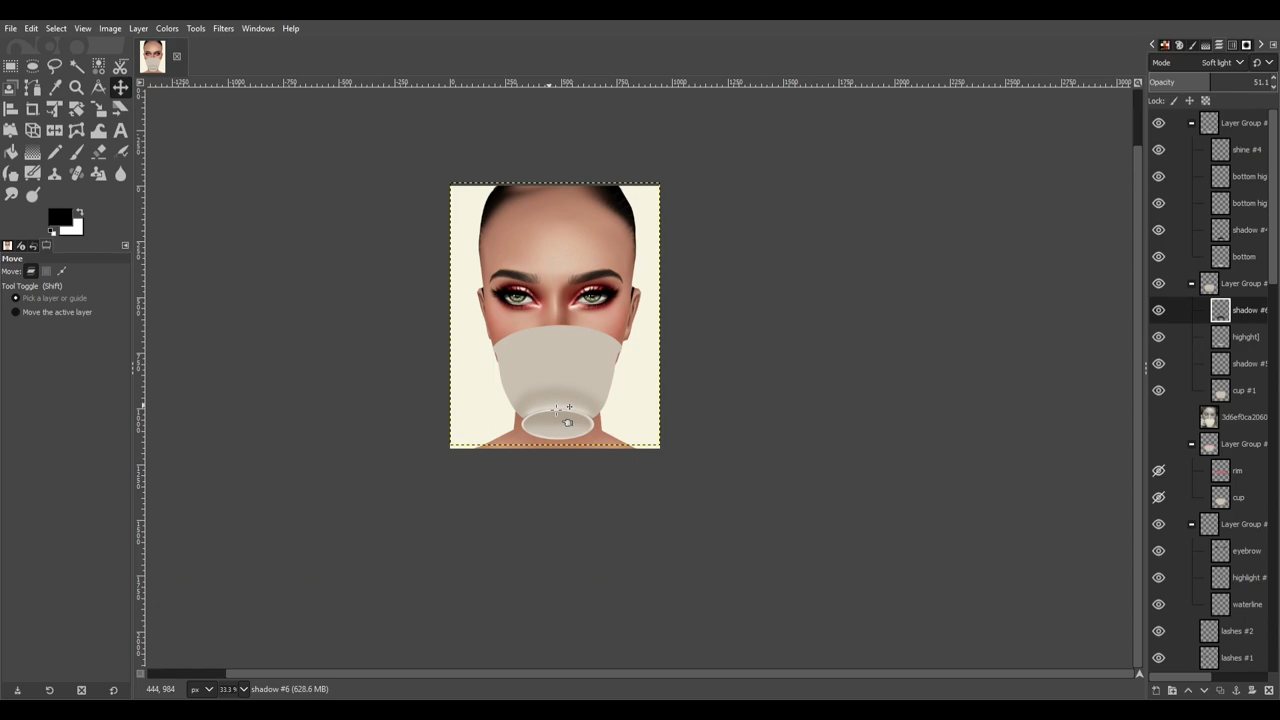 File Edit Select View Image Layer Colors Tools Filters Windows Help
Mode Soft light
Opacity 51.1
Lock:
Layer Group #
shine #4
bottom hig
bottom hig
shadow #4
bottom
Layer Group #
shadow #6
highght]
shadow #5
cup #1
3d6ef0ca2060
Layer Group #
rim
cup
Layer Group #
eyebrow
highlight #
waterline
lashes #2
lashes #1
Move
Move:
Tool Toggle (Shift)
Pick a layer or guide
Move the active layer
444, 984 px 33.3 % shadow #6 (628.6 MB)